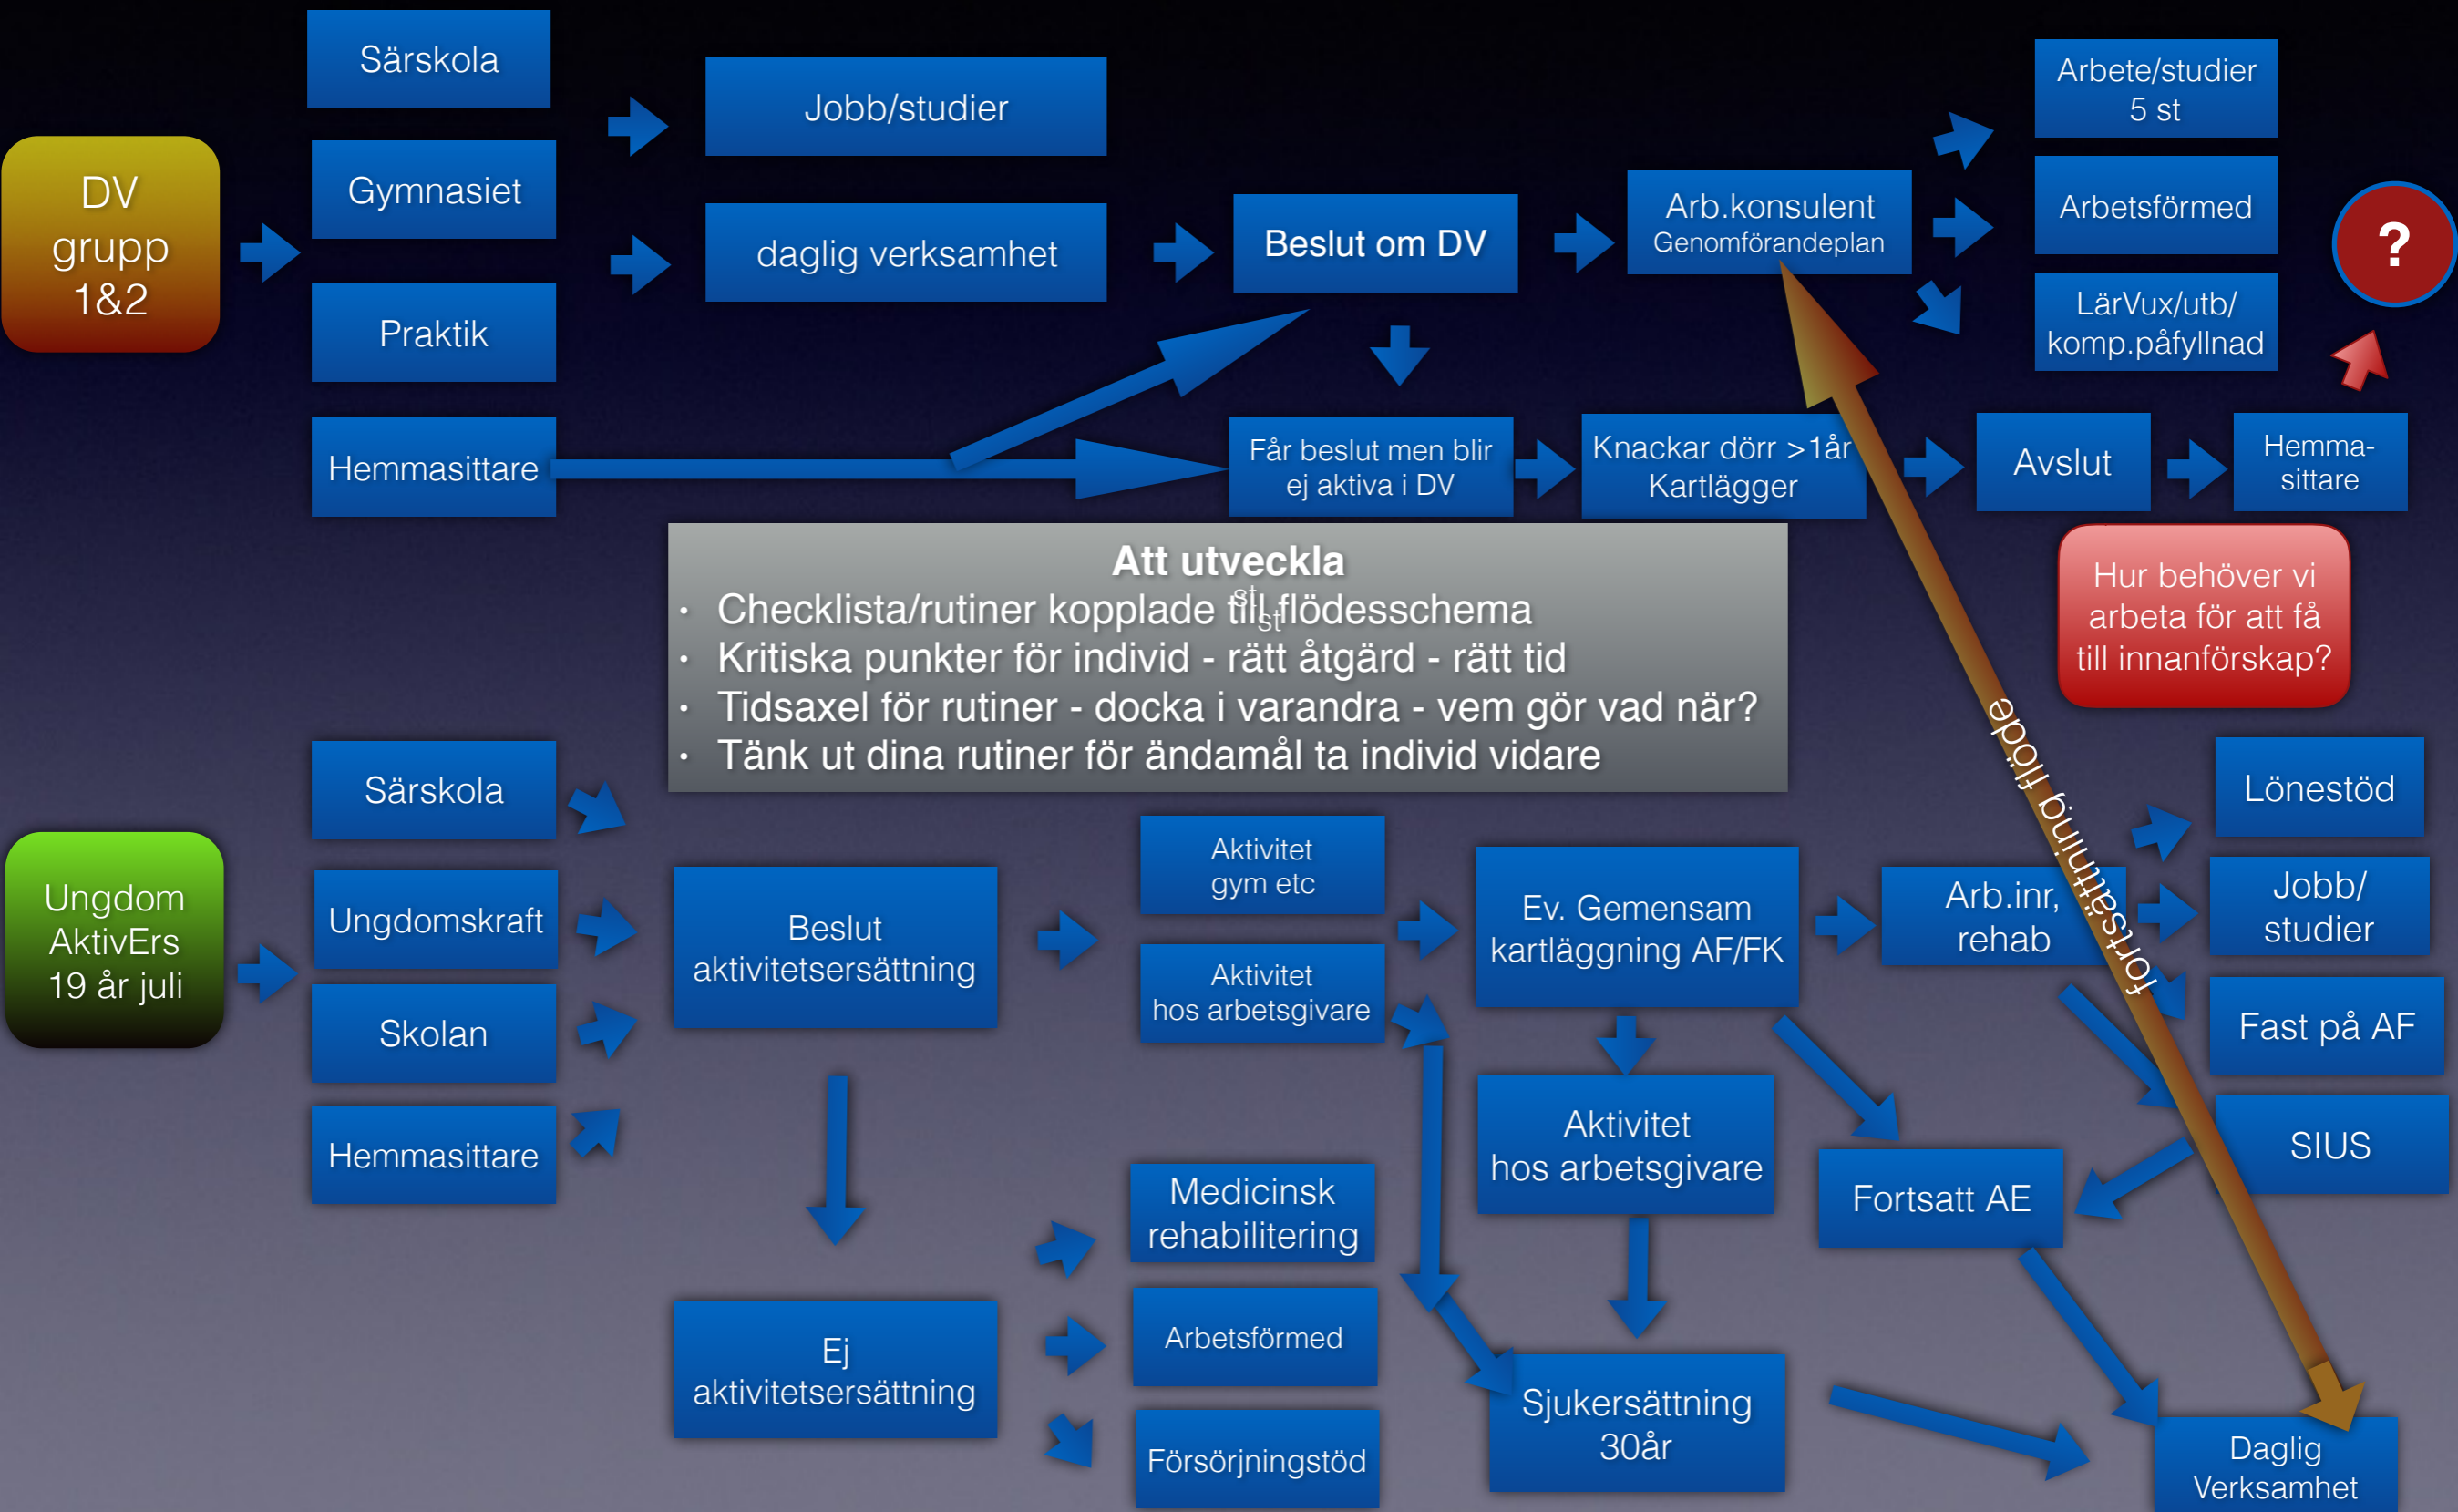 Särskola
Gymnasiet
Praktik
Hemmasittare
DV
grupp
1&2
Jobb/studier
daglig verksamhet
Beslut om DV
Arb.konsulent
Genomförandeplan
Arbete/studier
5 st
Arbetsförmed
LärVux/utb/
komp.påfyllnad
?
Får beslut men blir
ej aktiva i DV
Knackar dörr >1år
Kartlägger
Avslut
Hemma-
sittare
Att utveckla
• Checklista/rutiner kopplade till flödesschema
st
st
• Kritiska punkter för individ - rätt åtgärd - rätt tid
• Tidsaxel för rutiner - docka i varandra - vem gör vad när?
• Tänk ut dina rutiner för ändamål ta individ vidare
Hur behöver vi
arbeta för att få
till innanförskap?
fortsättning flöde
Ungdom
AktivErs
19 år juli
Särskola
Ungdomskraft
Skolan
Hemmasittare
Beslut
aktivitetsersättning
Ej
aktivitetsersättning
Aktivitet
gym etc
Aktivitet
hos arbetsgivare
Medicinsk
rehabilitering
Arbetsförmed
Försörjningstöd
Ev. Gemensam
kartläggning AF/FK
Aktivitet
hos arbetsgivare
Sjukersättning
30år
Arb.inr,
rehab
Fortsatt AE
Lönestöd
Jobb/
studier
Fast på AF
SIUS
Daglig
Verksamhet